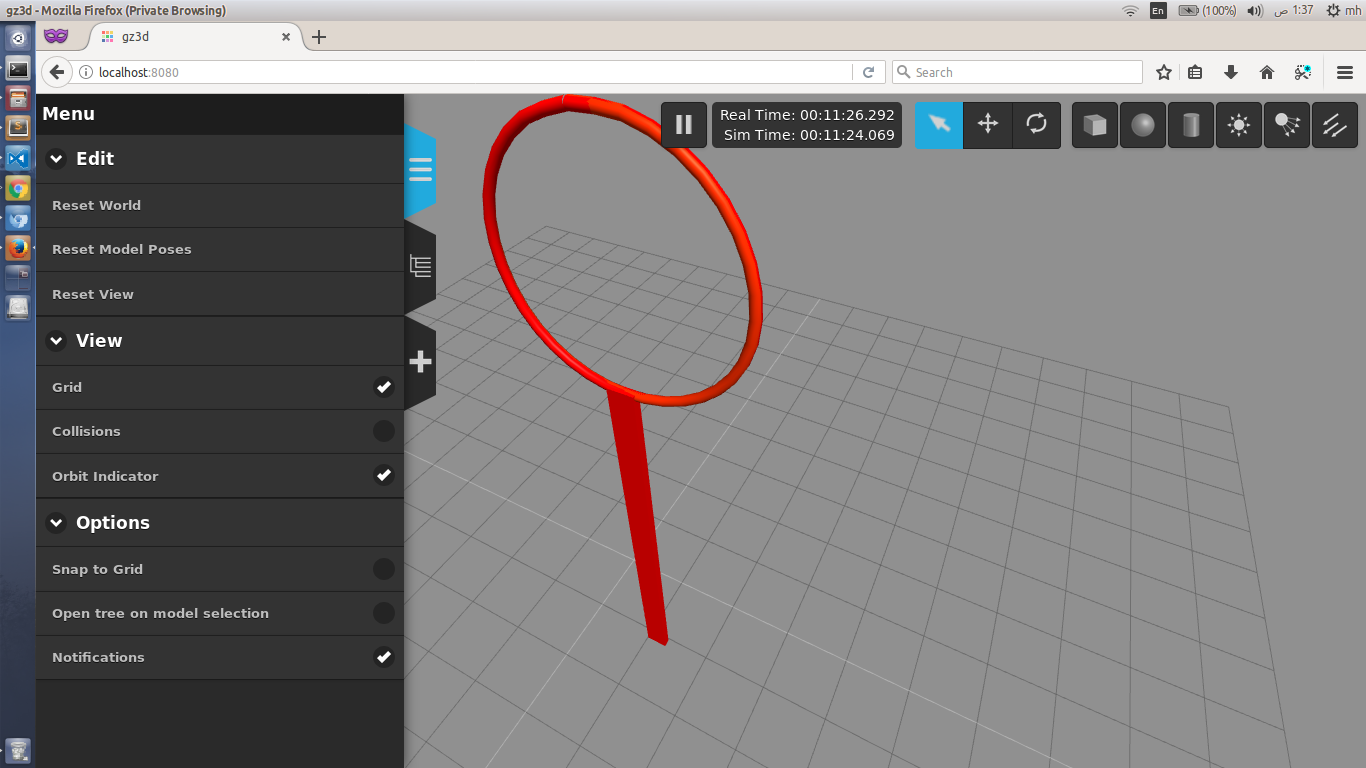 gz3d - Mozilla Firefox (Private Browsing)
En
(100%)
1:37 ص
mh
gz3d
localhost:8080
Search
Menu
Real Time: 00:11:26.292
Sim Time: 00:11:24.069
Edit
Reset World
Reset Model Poses
Reset View
View
Grid
Collisions
Orbit Indicator
Options
Snap to Grid
Open tree on model selection
Notifications